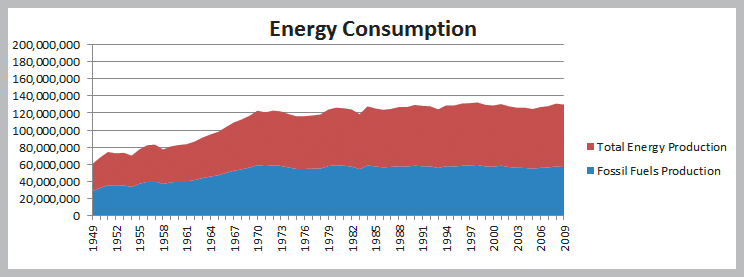 Energy Consumption
200,000,000
180,000,000
160,000,000
140,000,000
120,000,000
100,000,000
80,000,000
60,000,000
40,000,000
20,000,000
0
Total Energy Production
Fossil Fuels Production
1949 1952 1955 1958 1961 1964 1967 1970 1973 1976 1979 1982 1985 1988 1991 1994 1997 2000 2003 2006 2009